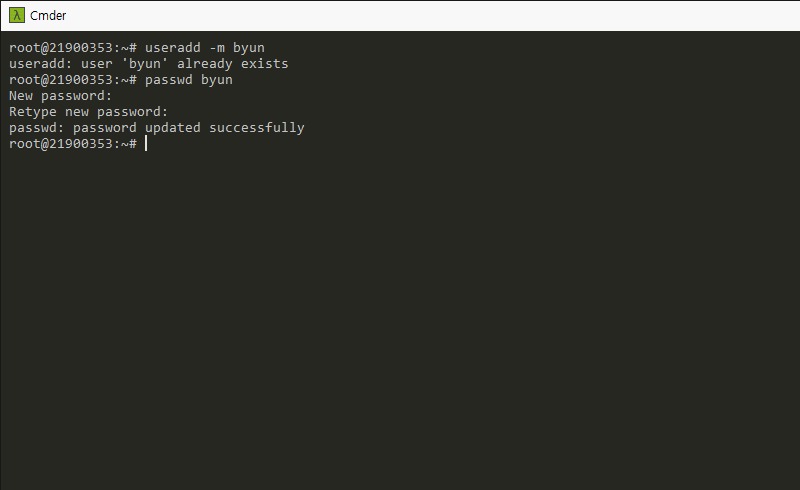 λ Cmder
root@21900353:~# useradd -m byun
useradd: user 'byun' already exists
root@21900353:~# passwd byun
New password:
Retype new password:
passwd: password updated successfully
root@21900353:~#